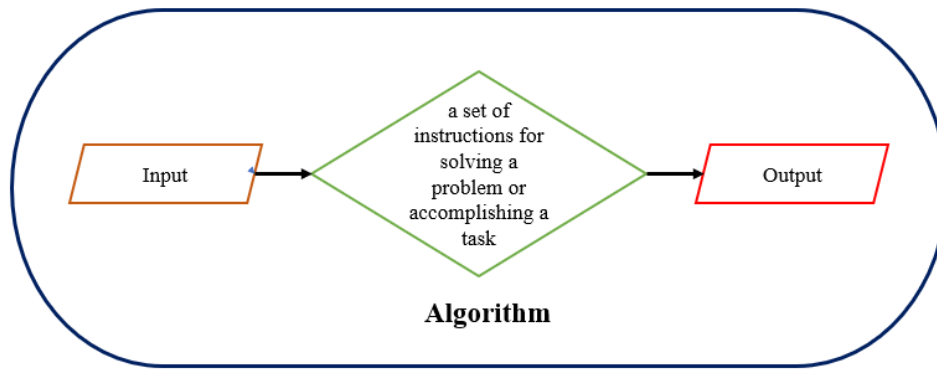 Input
a set of
instructions for
solving a
problem or
accomplishing a
task
Output
Algorithm